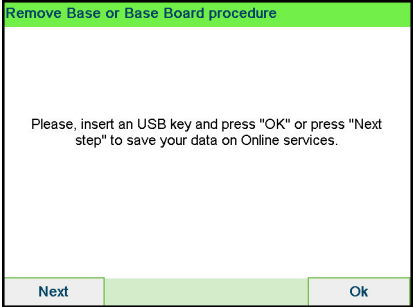 Remove Base or Base Board procedure
Please, insert an USB key and press "OK" or press "Next
step" to save your data on Online services.
Next
Ok